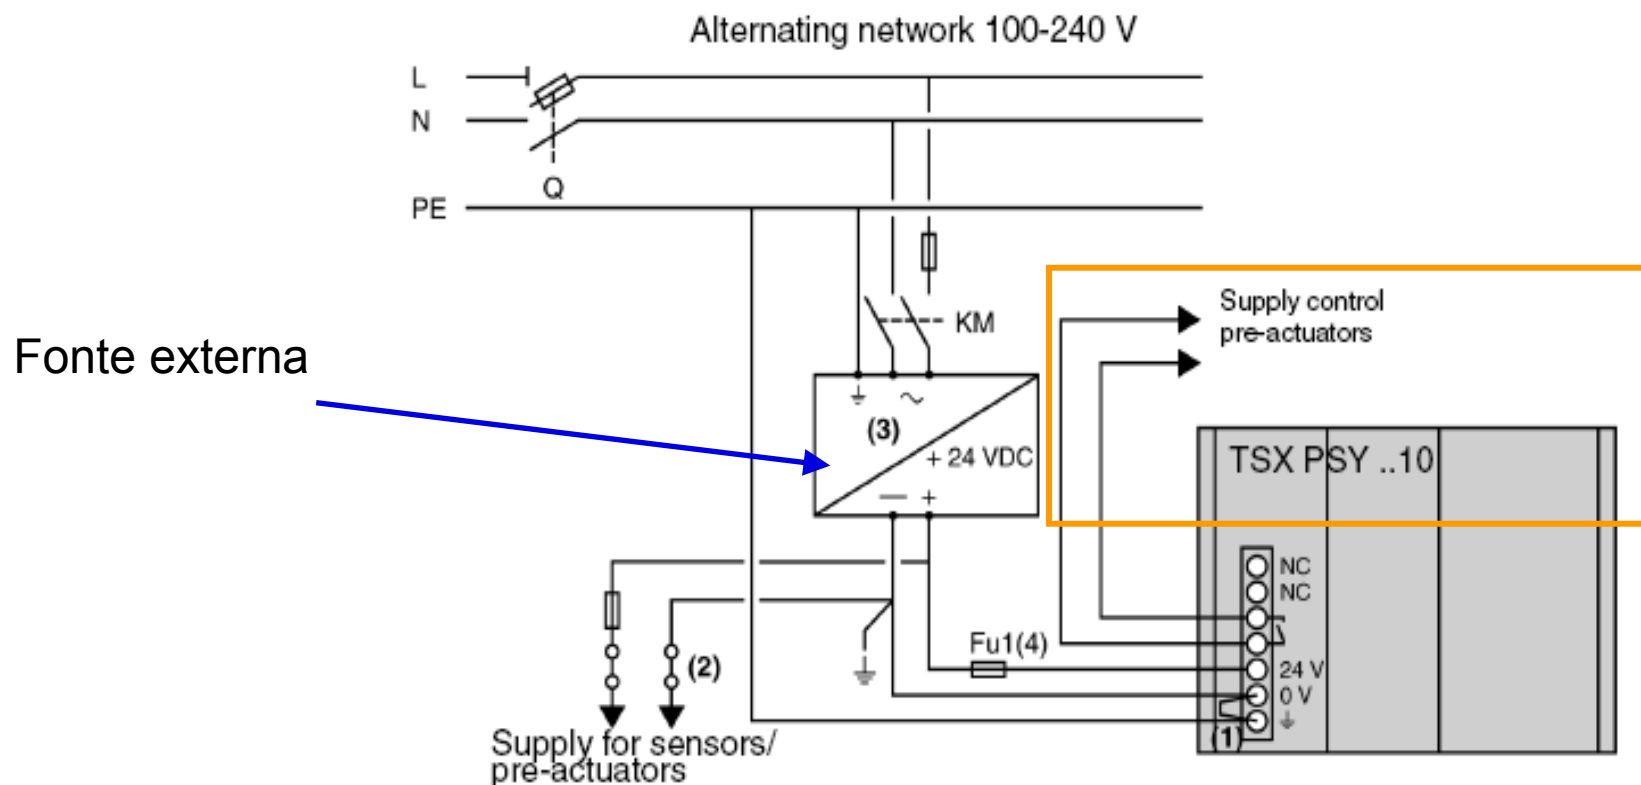 Alternating network 100-240 V
L
N
Q
PE
KM
Supply control
pre-actuators
Fonte externa
(3)
+ 24 VDC
— +
TSX PSY ..10
NC
NC
Fu1(4)
24 V
0 V
(2)
(1)
Supply for sensors/
pre-actuators